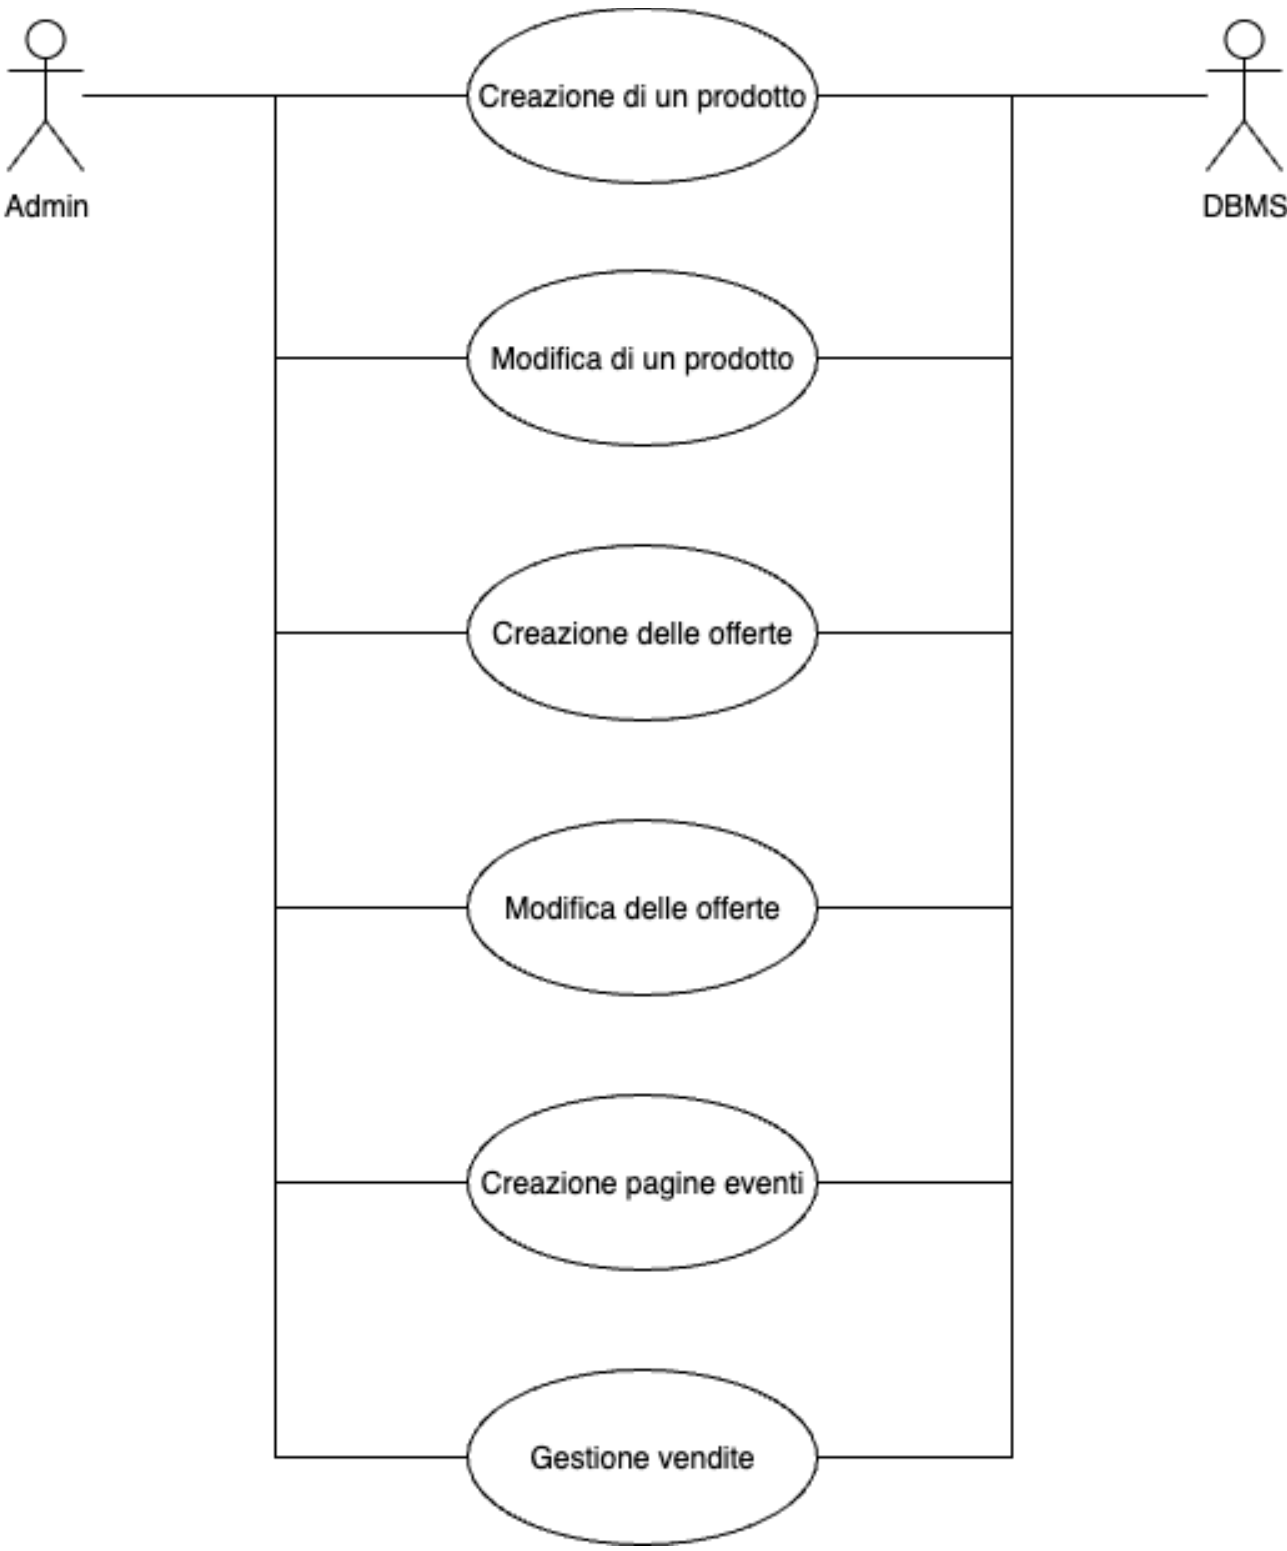 Creazione di un prodotto
Admin
DBMS
Modifica di un prodotto
Creazione delle offerte
Modifica delle offerte
Creazione pagine eventi
Gestione vendite